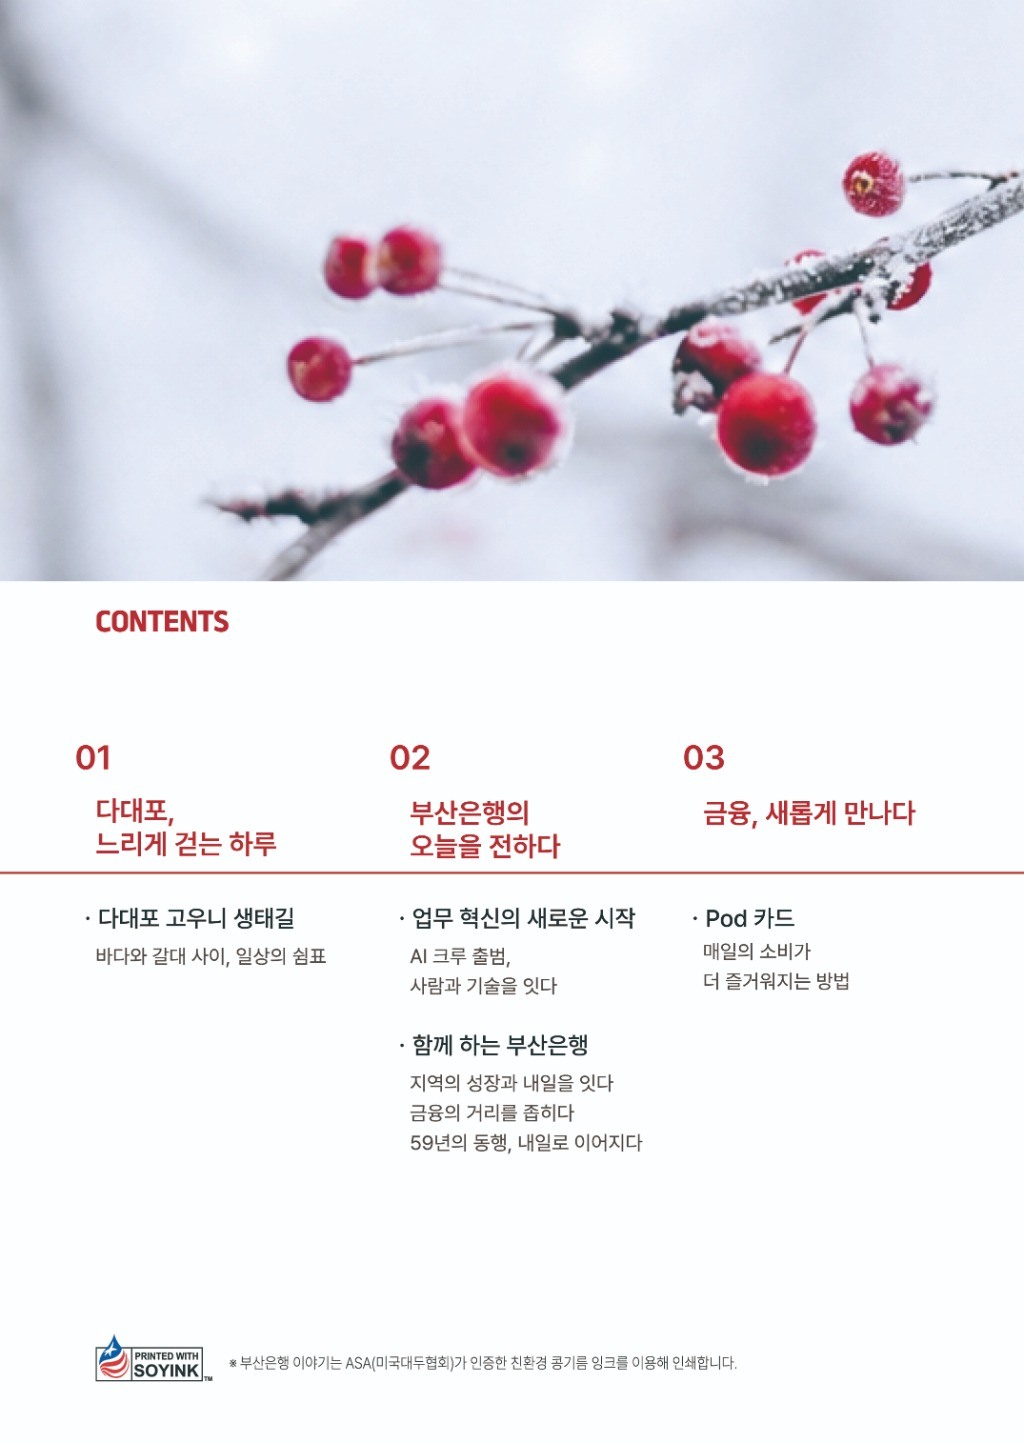 CONTENTS
01
다대포,
느리게 걷는 하루
· 다대포 고우니 생태길
바다와 갈대 사이, 일상의 쉼표
02
부산은행의
오늘을 전하다
· 업무 혁신의 새로운 시작
AI 크루 출범,
사람과 기술을 잇다
· 함께 하는 부산은행
지역의 성장과 내일을 잇다
금융의 거리를 좁히다
59년의 동행, 내일로 이어지다
03
금융, 새롭게 만나다
· Pod 카드
매일의 소비가
더 즐거워지는 방법
PRINTED WITH
SOYINK TM
※ 부산은행 이야기는 ASA(미국대두협회)가 인증한 친환경 콩기름 잉크를 이용해 인쇄합니다.